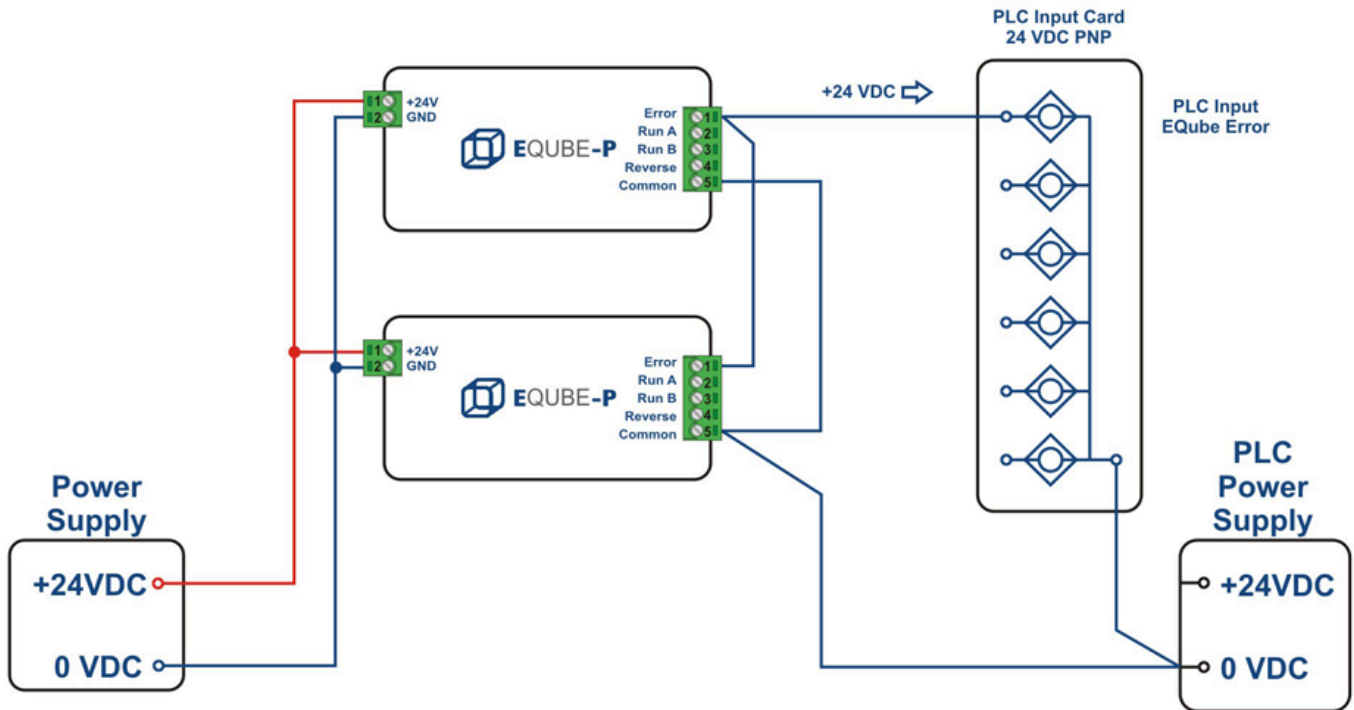 PLC Input Card
24 VDC PNP
+24 VDC
PLC Input
EQube Error
1 +24V
2 GND
EQUBE-P
Error 1
Run A 2
Run B 3
Reverse 4
Common 5
1 +24V
2 GND
EQUBE-P
Error 1
Run A 2
Run B 3
Reverse 4
Common 5
Power
Supply
+24VDC
0 VDC
PLC
Power
Supply
+24VDC
0 VDC